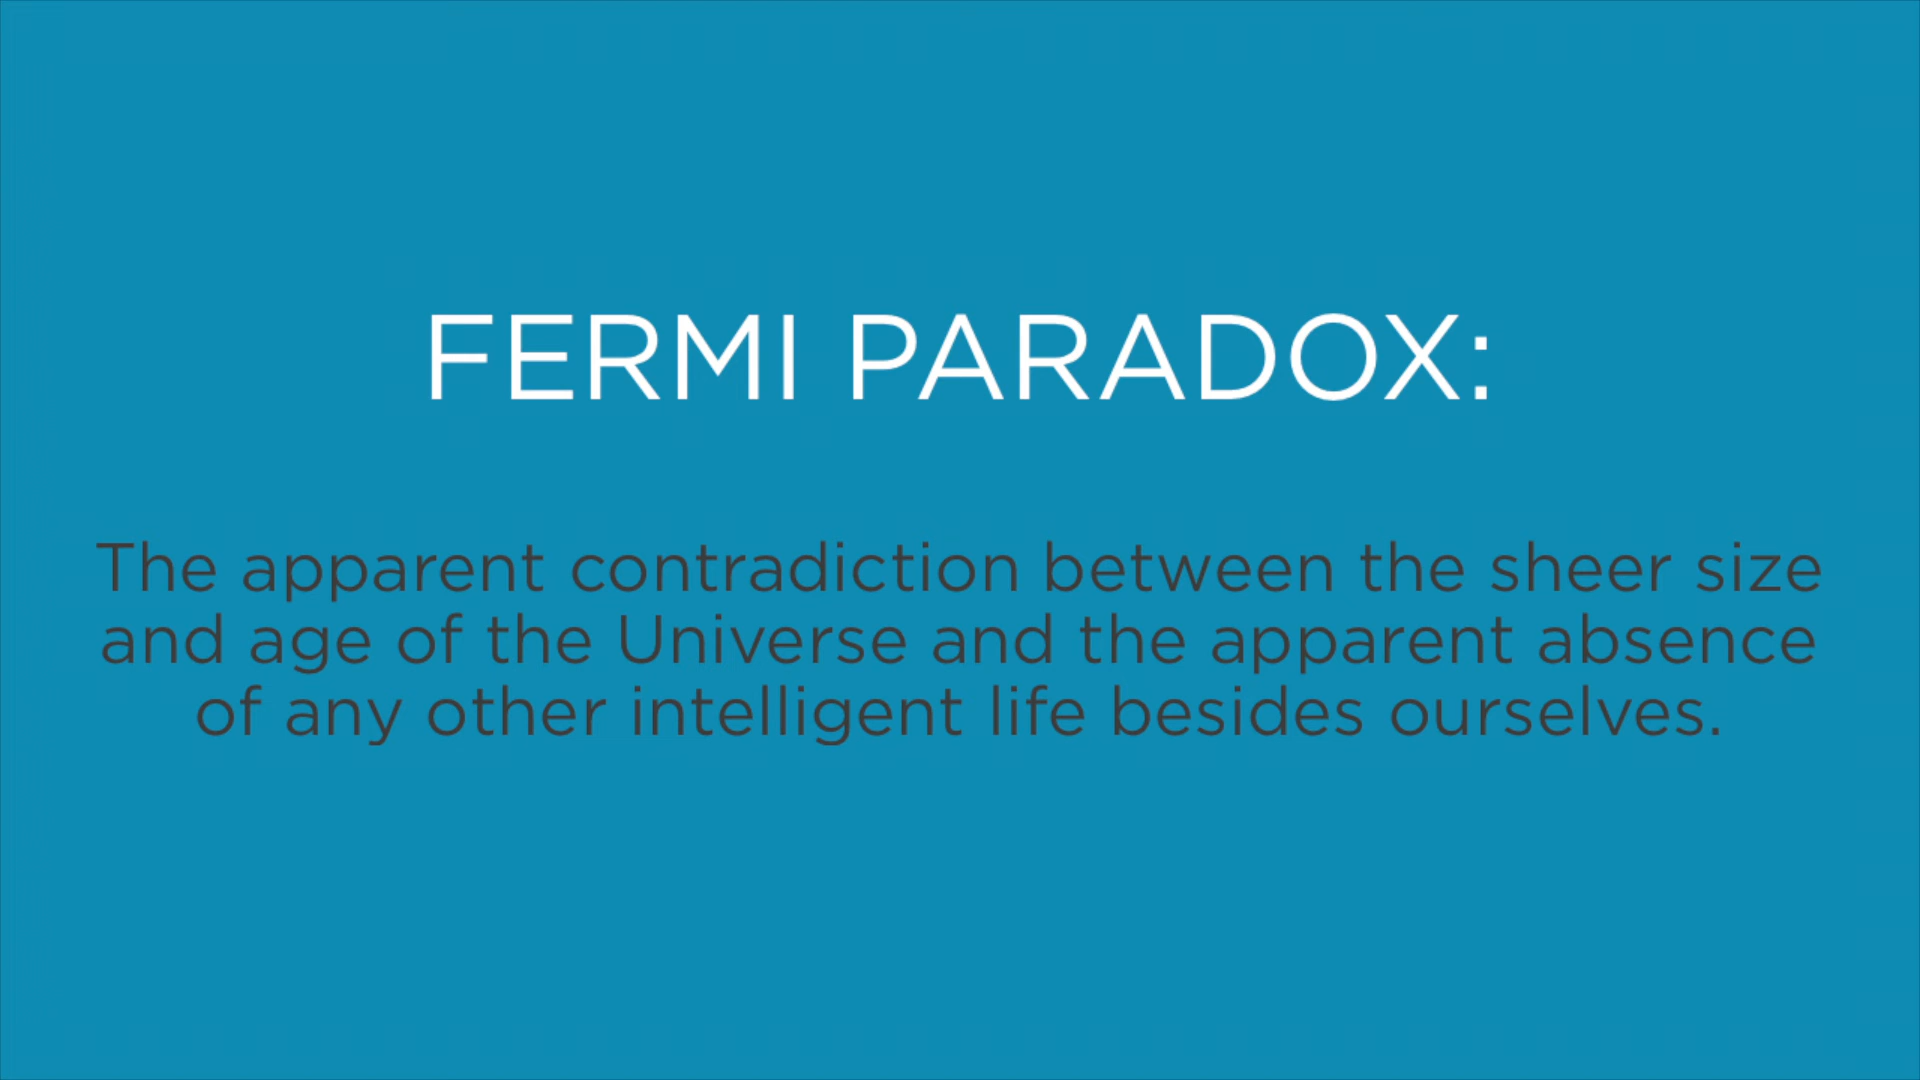 FERMI PARADOX:
The apparent contradiction between the sheer size
and age of the Universe and the apparent absence
of any other intelligent life besides ourselves.